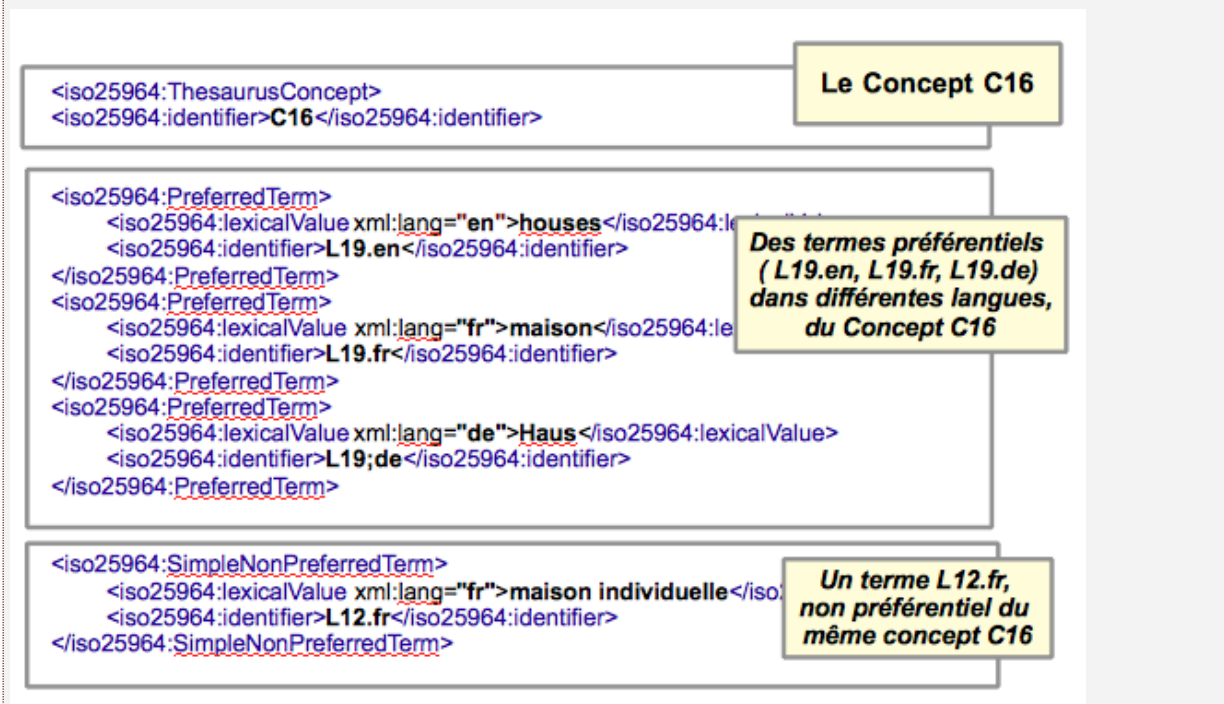 Le Concept C16
<iso25964:ThesaurusConcept>
<iso25964:identifier>C16</iso25964:identifier>
<iso25964:PreferredTerm>
<iso25964:lexicalValue xml:lang="en">houses</iso25964:le
<iso25964:identifier>L19.en</iso25964:identifier>
</iso25964:PreferredTerm>
<iso25964:PreferredTerm>
<iso25964:lexicalValue xml:lang="fr">maison</iso25964:le
<iso25964:identifier>L19.fr</iso25964:identifier>
</iso25964:PreferredTerm>
<iso25964:PreferredTerm>
<iso25964:lexicalValue xml:lang="de">Haus</iso25964:lexicalValue>
<iso25964:identifier>L19;de</iso25964:identifier>
</iso25964:PreferredTerm>
Des termes préférentiels
( L19.en, L19.fr, L19.de)
dans différentes langues,
du Concept C16
<iso25964:SimpleNonPreferredTerm>
<iso25964:lexicalValue xml:lang="fr">maison individuelle</iso
<iso25964:identifier>L12.fr</iso25964:identifier>
</iso25964:SimpleNonPreferredTerm>
Un terme L12.fr,
non préférentiel du
même concept C16